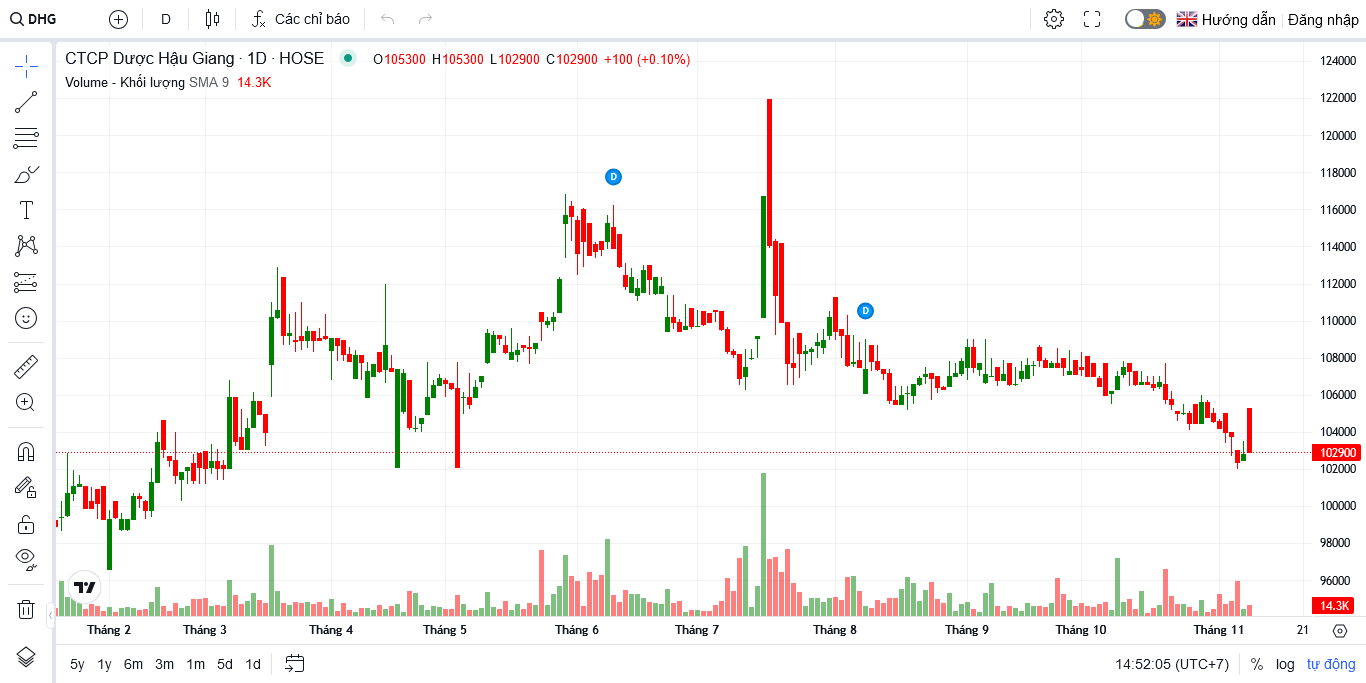 DHG D Các chỉ báo Hướng dẫn Đăng nhập
CTCP Dược Hậu Giang · 1D · HOSE O105300 H105300 L102900 C102900 +100 (+0.10%)
Volume - Khối lượng SMA 9 14.3K
124000
122000
120000
118000
116000
114000
112000
110000
108000
106000
104000
102900
102000
100000
98000
96000
14.3K
D
D
T
Tháng 2 Tháng 3 Tháng 4 Tháng 5 Tháng 6 Tháng 7 Tháng 8 Tháng 9 Tháng 10 Tháng 11 21
5y 1y 6m 3m 1m 5d 1d 14:52:05 (UTC+7) % log tự động